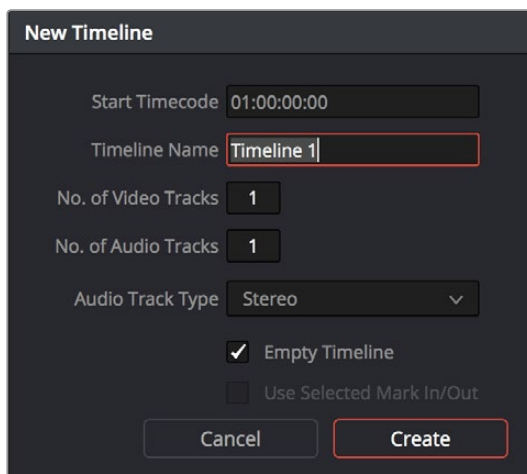 New Timeline
Start Timecode 01:00:00:00
Timeline Name Timeline 1
No. of Video Tracks 1
No. of Audio Tracks 1
Audio Track Type Stereo
Empty Timeline
Use Selected Mark In/Out
Cancel Create